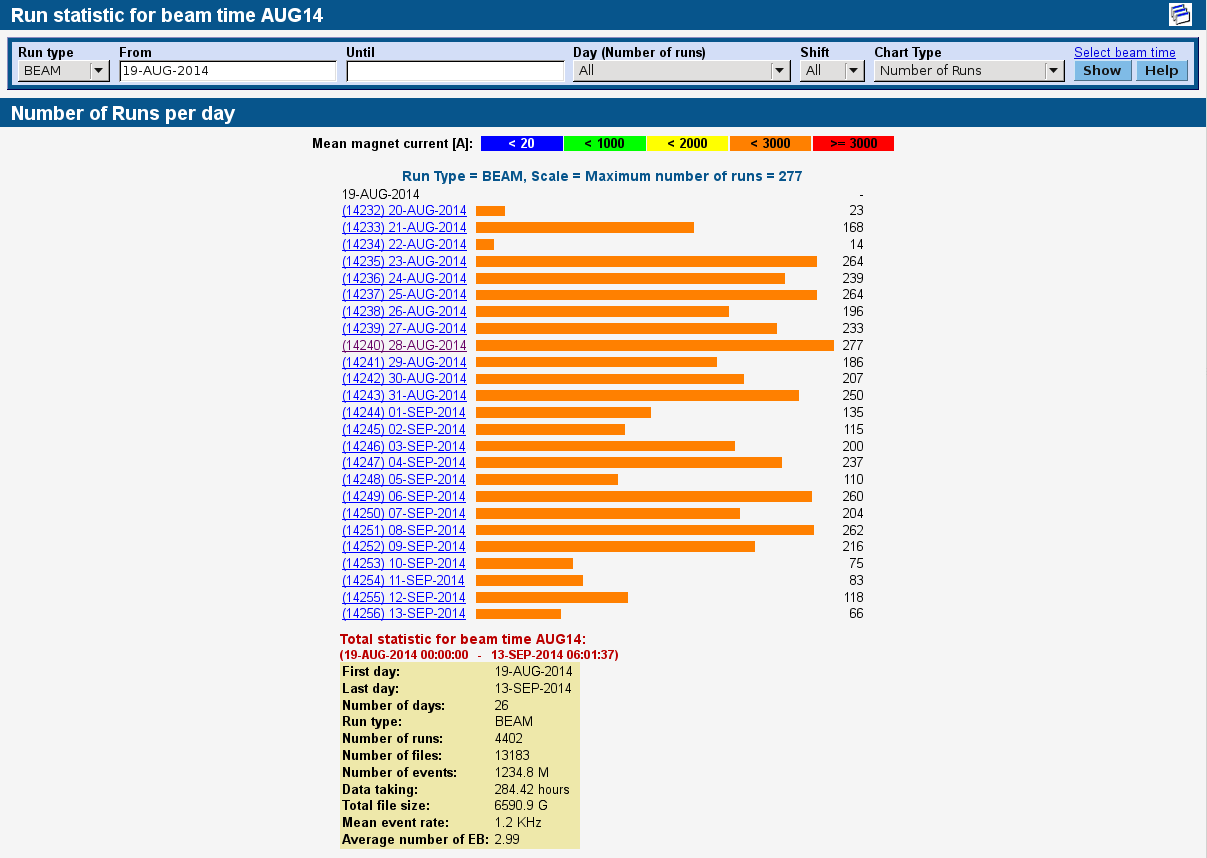 Run statistic for beam time AUG14
Run type From Until Day (Number of runs) Shift Chart Type Select beam time
BEAM 19-AUG-2014 All All Number of Runs Show Help
Number of Runs per day
Mean magnet current [A]: < 20 < 1000 < 2000 < 3000 >= 3000
Run Type = BEAM, Scale = Maximum number of runs = 277
19-AUG-2014 -
(14232) 20-AUG-2014 23
(14233) 21-AUG-2014 168
(14234) 22-AUG-2014 14
(14235) 23-AUG-2014 264
(14236) 24-AUG-2014 239
(14237) 25-AUG-2014 264
(14238) 26-AUG-2014 196
(14239) 27-AUG-2014 233
(14240) 28-AUG-2014 277
(14241) 29-AUG-2014 186
(14242) 30-AUG-2014 207
(14243) 31-AUG-2014 250
(14244) 01-SEP-2014 135
(14245) 02-SEP-2014 115
(14246) 03-SEP-2014 200
(14247) 04-SEP-2014 237
(14248) 05-SEP-2014 110
(14249) 06-SEP-2014 260
(14250) 07-SEP-2014 204
(14251) 08-SEP-2014 262
(14252) 09-SEP-2014 216
(14253) 10-SEP-2014 75
(14254) 11-SEP-2014 83
(14255) 12-SEP-2014 118
(14256) 13-SEP-2014 66
Total statistic for beam time AUG14:
(19-AUG-2014 00:00:00 - 13-SEP-2014 06:01:37)
First day: 19-AUG-2014
Last day: 13-SEP-2014
Number of days: 26
Run type: BEAM
Number of runs: 4402
Number of files: 13183
Number of events: 1234.8 M
Data taking: 284.42 hours
Total file size: 6590.9 G
Mean event rate: 1.2 KHz
Average number of EB: 2.99